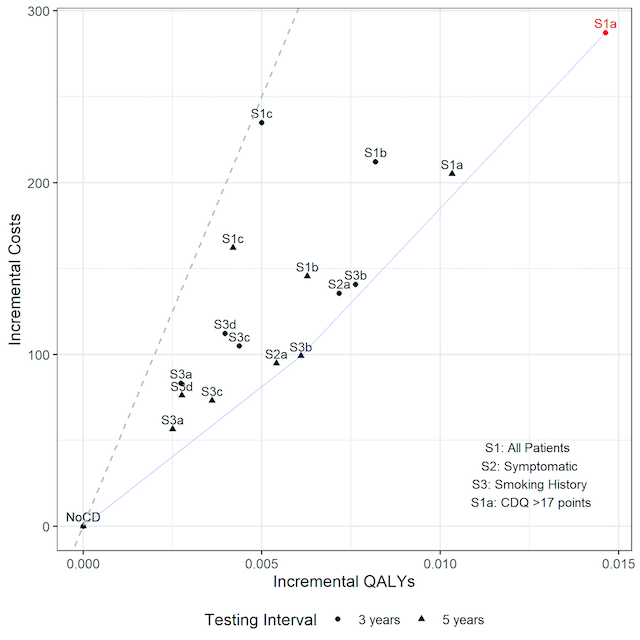 300
200
100
0
Incremental Costs
S1a
S1c
S1b
S1a
S1c
S1b
S3b
S2a
S3d
S3c
S3b
S2a
S3a
S3d
S3c
S3a
NoCD
S1: All Patients
S2: Symptomatic
S3: Smoking History
S1a: CDQ >17 points
0.000 0.005 0.010 0.015
Incremental QALYs
Testing Interval 3 years 5 years